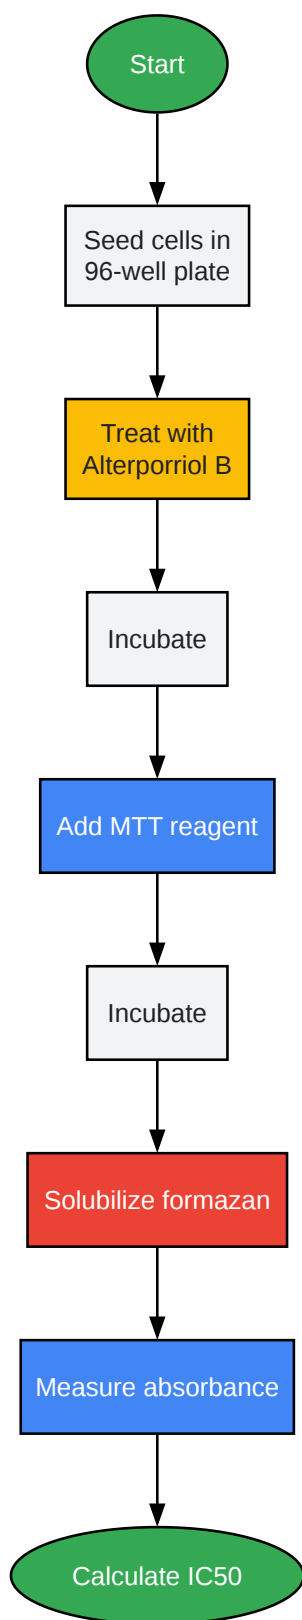 Start
Seed cells in
96-well plate
Treat with
Alterporriol B
Incubate
Add MTT reagent
Incubate
Solubilize formazan
Measure absorbance
Calculate IC50